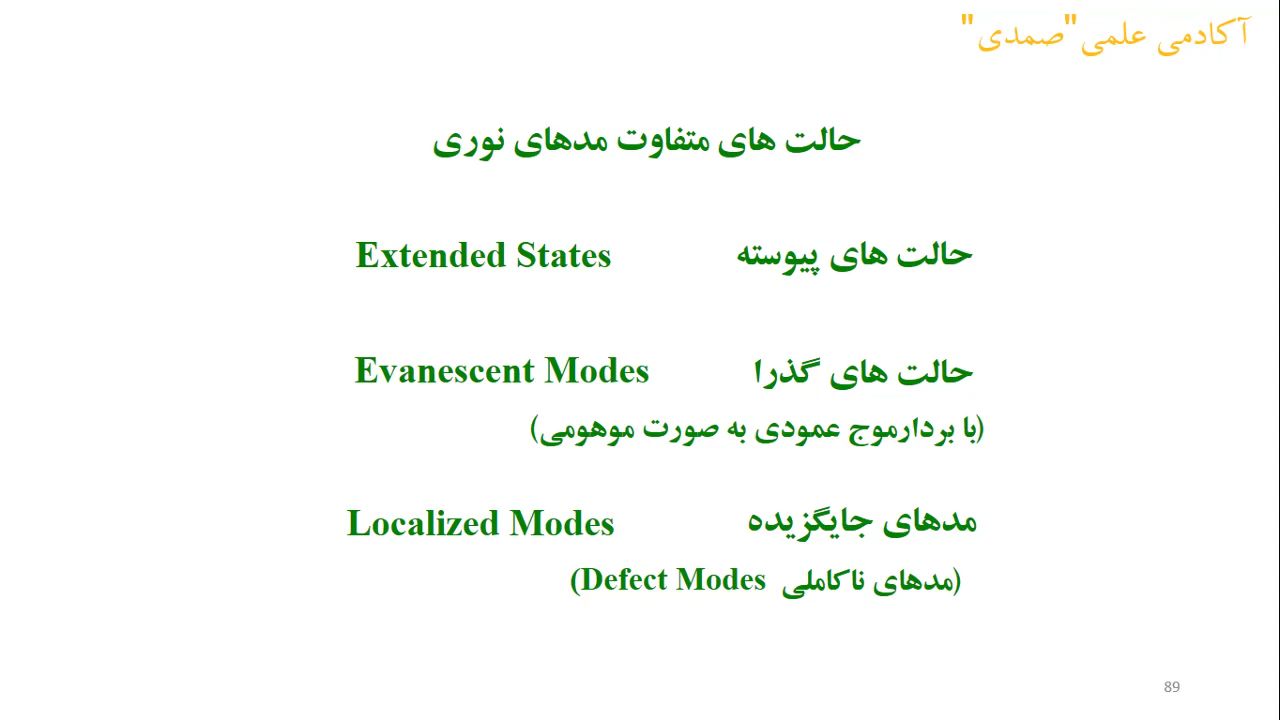 آکادمی علمی"صمدی"
حالت های متفاوت مدهای نوری
حالت های پیوسته Extended States
حالت های گذرا Evanescent Modes
(با بردارموج عمودی به صورت موهومی)
مدهای جایگزیده Localized Modes
(مدهای ناکاملی Defect Modes)
89